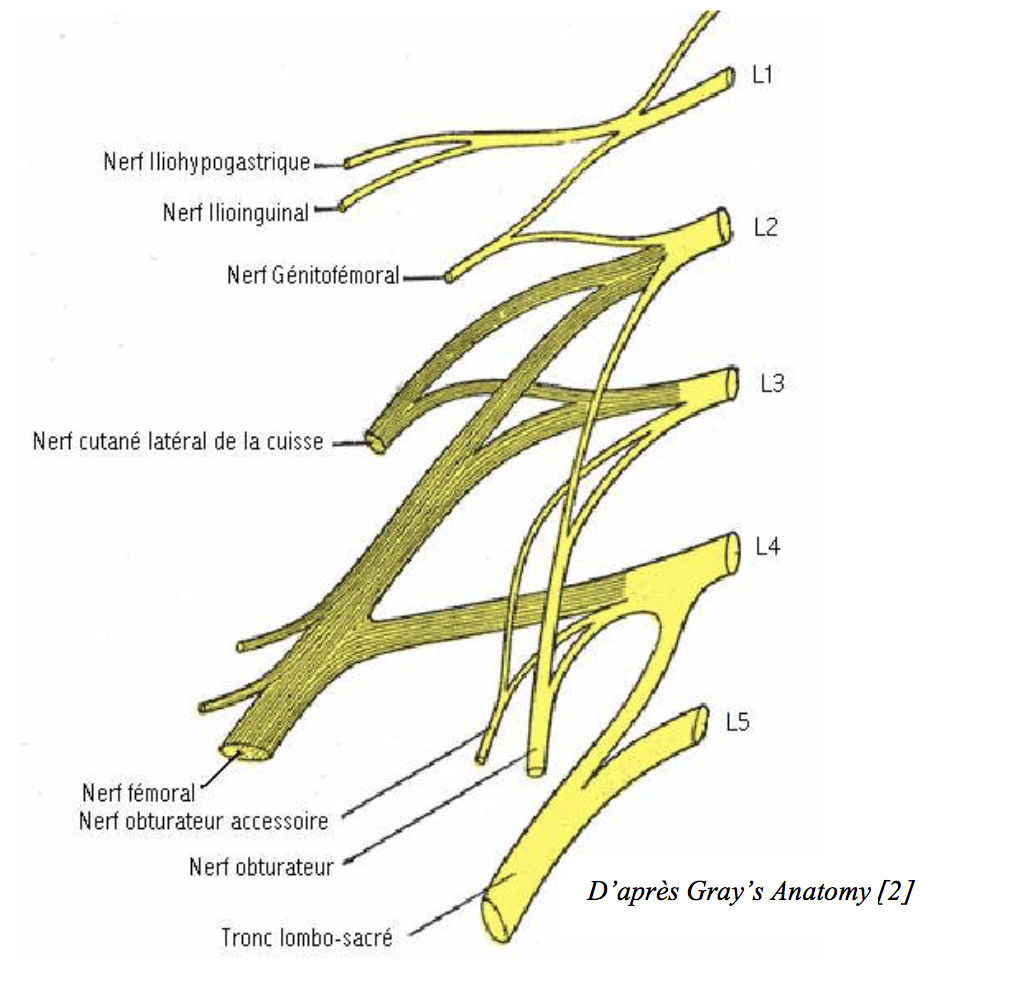 L1
Nerf Iliohypogastrique
Nerf Ilioinguinal
L2
Nerf Génitofémoral
L3
Nerf cutané latéral de la cuisse
L4
L5
Nerf fémoral
Nerf obturateur accessoire
Nerf obturateur
D'après Gray's Anatomy [2]
Tronc lombo-sacré